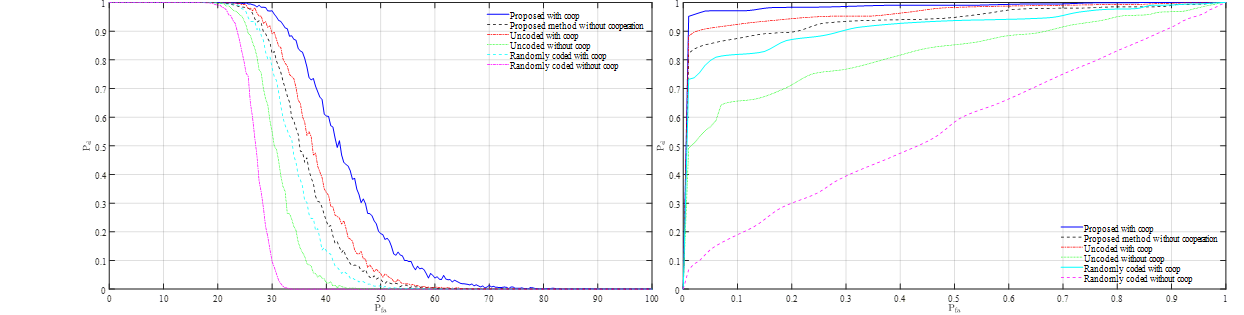 1
0.9
0.8
0.7
0.6
0.5
0.4
0.3
0.2
0.1
0
P_d
0 10 20 30 40 50 60 70 80 90 100
P_fa
Proposed with coop
Proposed method without cooperation
Uncoded with coop
Uncoded without coop
Randomly coded with coop
Randomly coded without coop
1
0.9
0.8
0.7
0.6
0.5
0.4
0.3
0.2
0.1
0
P_d
0 0.1 0.2 0.3 0.4 0.5 0.6 0.7 0.8 0.9 1
P_fa
Proposed with coop
Proposed method without cooperation
Uncoded with coop
Uncoded without coop
Randomly coded with coop
Randomly coded without coop